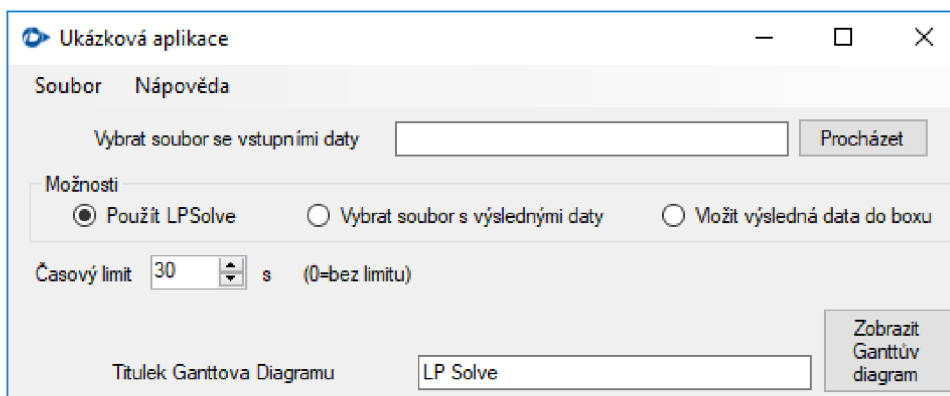 Ukázková aplikace
Soubor Nápověda
Vybrat soubor se vstupními daty Procházet
Možnosti
Použít LPSolve Vybrat soubor s výslednými daty Vložit výsledná data do boxu
Časový limit 30 s (0=bez limitu)
Titulek Ganttova Diagramu LP Solve
Zobrazit
Ganttův
diagram